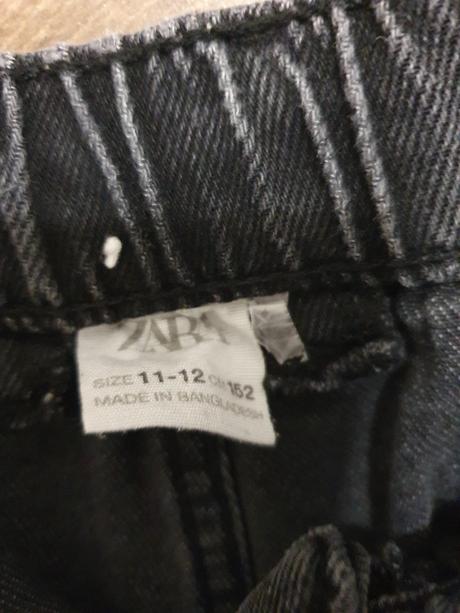 ZARA
SIZE 11-12 CM 152
MADE IN BANGLADESH